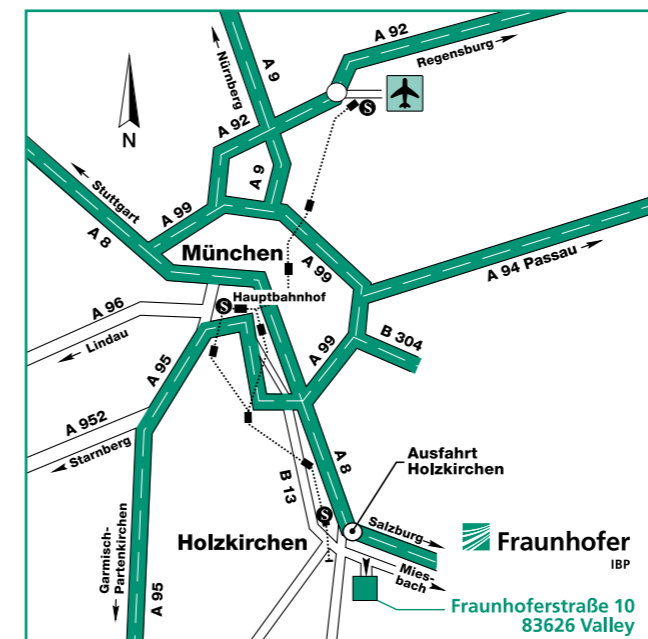 A 92
Regensburg
Nürnberg
A 9
A 92
S
N
A 9
Stuttgart
A 99
A 8
München
A 99
A 94 Passau
Hauptbahnhof
S
A 96
Lindau
B 304
A 95
A 99
A 952
Starnberg
A 8
Ausfahrt
Holzkirchen
B 13
S
Salzburg
Holzkirchen
Fraunhofer
IBP
Garmisch-
Partenkirchen
Mies-
bach
A 95
Fraunhoferstraße 10
83626 Valley